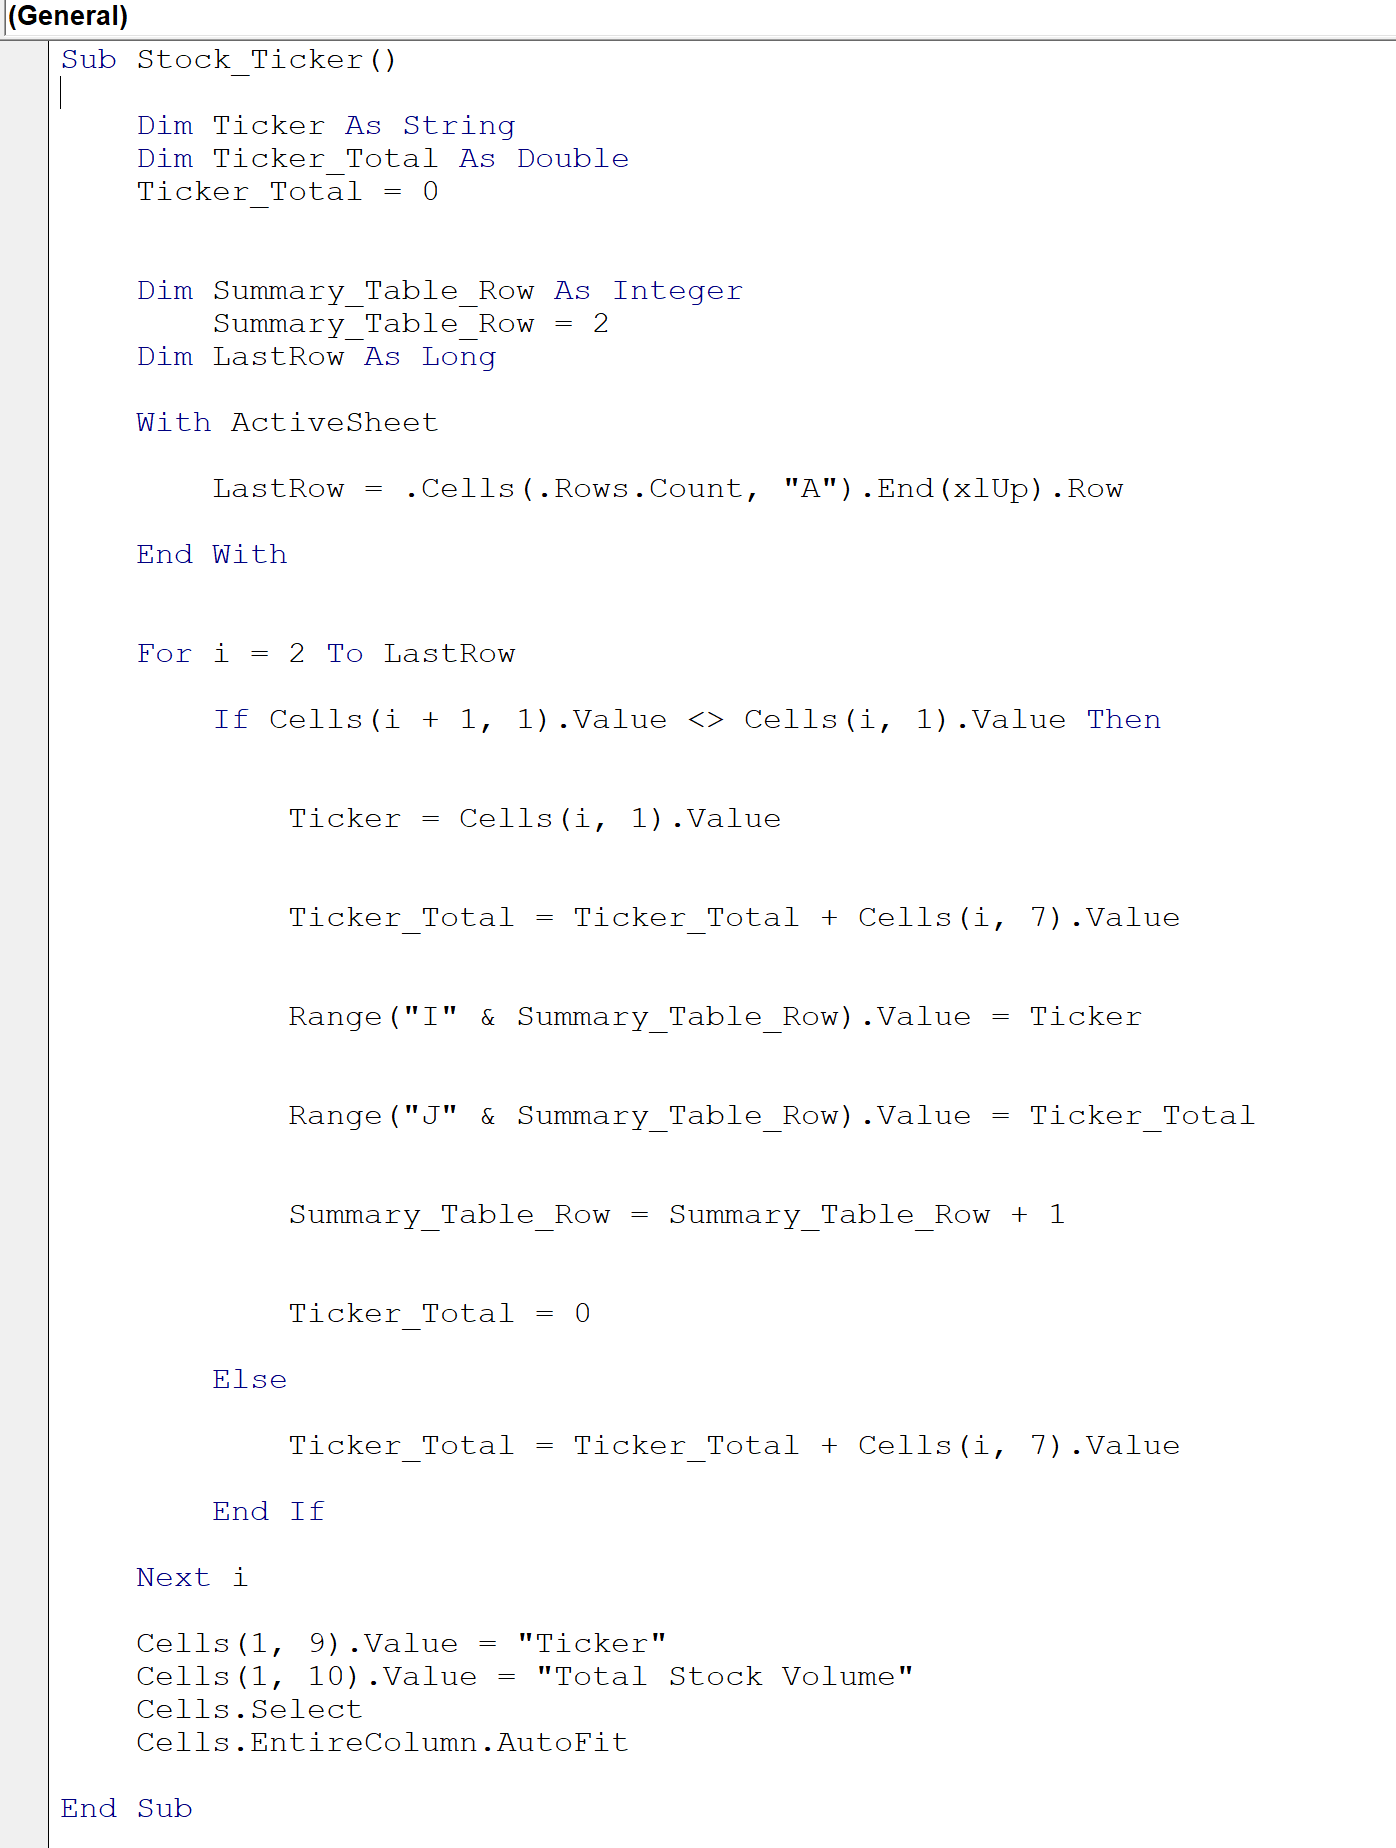 (General)
Sub Stock_Ticker()
Dim Ticker As String
Dim Ticker_Total As Double
Ticker_Total = 0
Dim Summary_Table_Row As Integer
Summary_Table_Row = 2
Dim LastRow As Long
With ActiveSheet
LastRow = .Cells(.Rows.Count, "A").End(xlUp).Row
End With
For i = 2 To LastRow
If Cells(i + 1, 1).Value <> Cells(i, 1).Value Then
Ticker = Cells(i, 1).Value
Ticker_Total = Ticker_Total + Cells(i, 7).Value
Range("I" & Summary_Table_Row).Value = Ticker
Range("J" & Summary_Table_Row).Value = Ticker_Total
Summary_Table_Row = Summary_Table_Row + 1
Ticker_Total = 0
Else
Ticker_Total = Ticker_Total + Cells(i, 7).Value
End If
Next i
Cells(1, 9).Value = "Ticker"
Cells(1, 10).Value = "Total Stock Volume"
Cells.Select
Cells.EntireColumn.AutoFit
End Sub